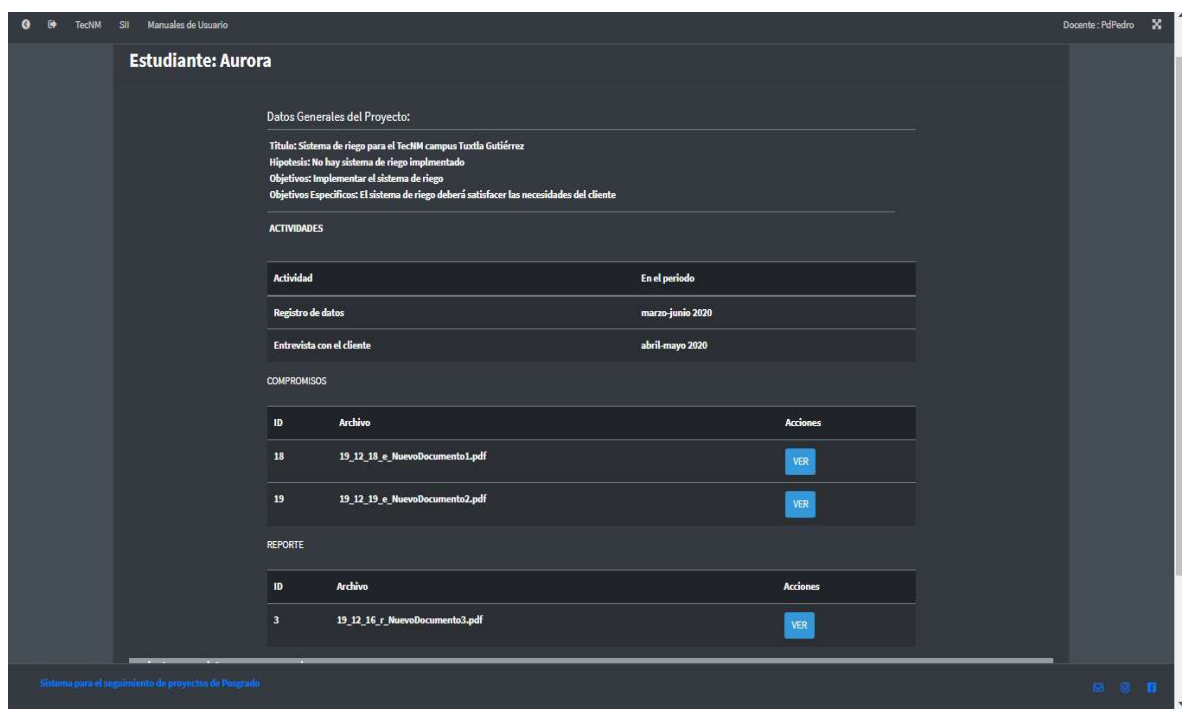 TecNM SII Manuales de Usuario Docente : PdPedro
Estudiante: Aurora
Datos Generales del Proyecto:
Titulo: Sistema de riego para el TecNM campus Tuxtla Gutiérrez
Hipotesis: No hay sistema de riego implmentado
Objetivos: Implementar el sistema de riego
Objetivos Especificos: El sistema de riego deberá satisfacer las necesidades del cliente
ACTIVIDADES
Actividad En el periodo
Registro de datos marzo-junio 2020
Entrevista con el cliente abril-mayo 2020
COMPROMISOS
ID Archivo Acciones
18 19_12_18_e_NuevoDocumento1.pdf VER
19 19_12_19_e_NuevoDocumento2.pdf VER
REPORTE
ID Archivo Acciones
3 19_12_16_r_NuevoDocumento3.pdf VER
Sistema para el seguimiento de proyectos de Posgrado